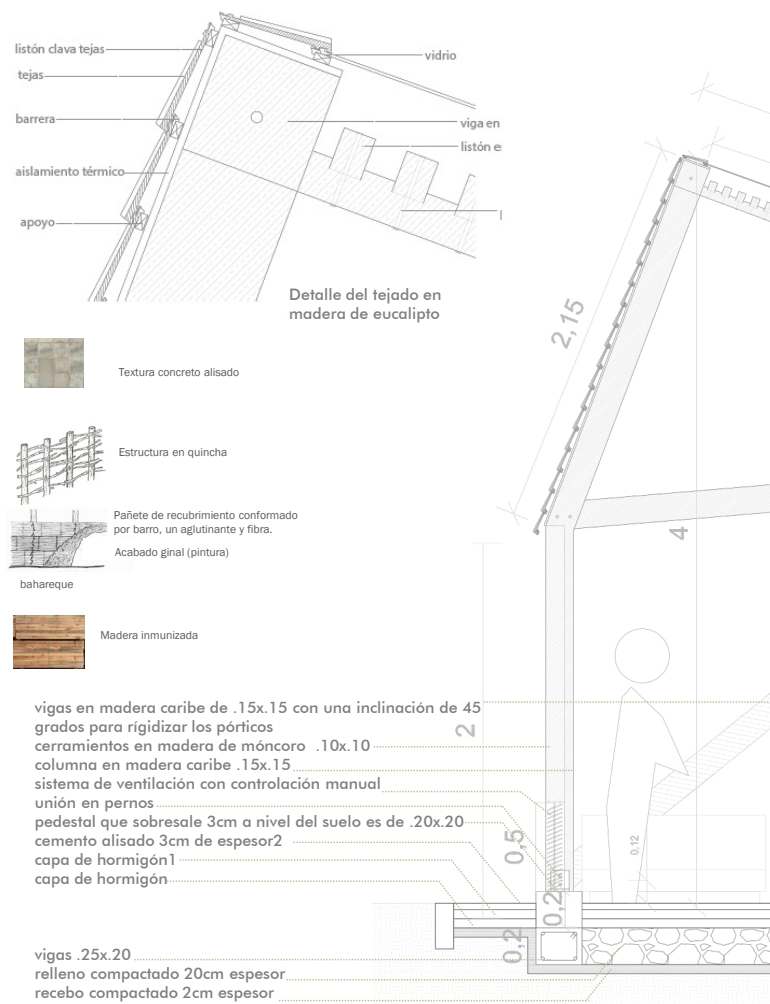 listón clava tejas
tejas
barrera
aislamiento térmico
apoyo
vidrio
viga en
listón
Detalle del tejado en
madera de eucalipto
Textura concreto alisado
Estructura en quincha
Pañete de recubrimiento conformado
por barro, un aglutinante y fibra.
Acabado ginal (pintura)
bahareque
Madera inmunizada
vigas en madera caribe de .15x.15 con una inclinación de 45
grados para rígidizar los pórticos
cerramientos en madera de móncoro .10x.10
columna en madera caribe .15x.15
sistema de ventilación con controlación manual
unión en pernos
pedestal que sobresale 3cm a nivel del suelo es de .20x.20
cemento alisado 3cm de espesor2
capa de hormigón1
capa de hormigón
vigas .25x.20
relleno compactado 20cm espesor
recebo compactado 2cm espesor
2,15
4
2
0,5
0,2
0,2
0,12